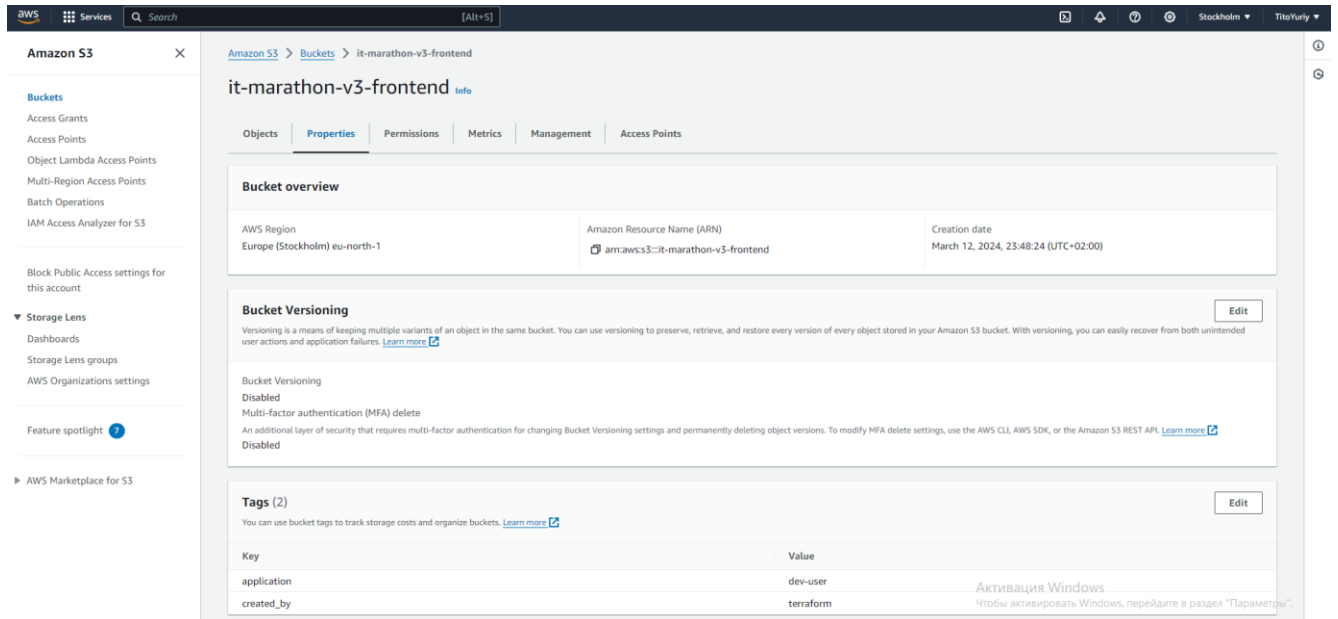 aws Services Search [Alt+S] Stockholm ▼ TitoYuriy ▼
Amazon S3
Buckets
Access Grants
Access Points
Object Lambda Access Points
Multi-Region Access Points
Batch Operations
IAM Access Analyzer for S3
Block Public Access settings for
this account
Storage Lens
Dashboards
Storage Lens groups
AWS Organizations settings
Feature spotlight 7
AWS Marketplace for S3
Amazon S3 > Buckets > it-marathon-v3-frontend
it-marathon-v3-frontend Info
Objects Properties Permissions Metrics Management Access Points
Bucket overview
AWS Region
Europe (Stockholm) eu-north-1
Amazon Resource Name (ARN)
arn:aws:s3:::it-marathon-v3-frontend
Creation date
March 12, 2024, 23:48:24 (UTC+02:00)
Bucket Versioning Edit
Versioning is a means of keeping multiple variants of an object in the same bucket. You can use versioning to preserve, retrieve, and restore every version of every object stored in your Amazon S3 bucket. With versioning, you can easily recover from both unintended
user actions and application failures. Learn more
Bucket Versioning
Disabled
Multi-factor authentication (MFA) delete
An additional layer of security that requires multi-factor authentication for changing Bucket Versioning settings and permanently deleting object versions. To modify MFA delete settings, use the AWS CLI, AWS SDK, or the Amazon S3 REST API. Learn more
Disabled
Tags (2) Edit
You can use bucket tags to track storage costs and organize buckets. Learn more
Key Value
application dev-user
created_by terraform
Активация Windows
Чтобы активировать Windows, перейдите в раздел "Параметры".